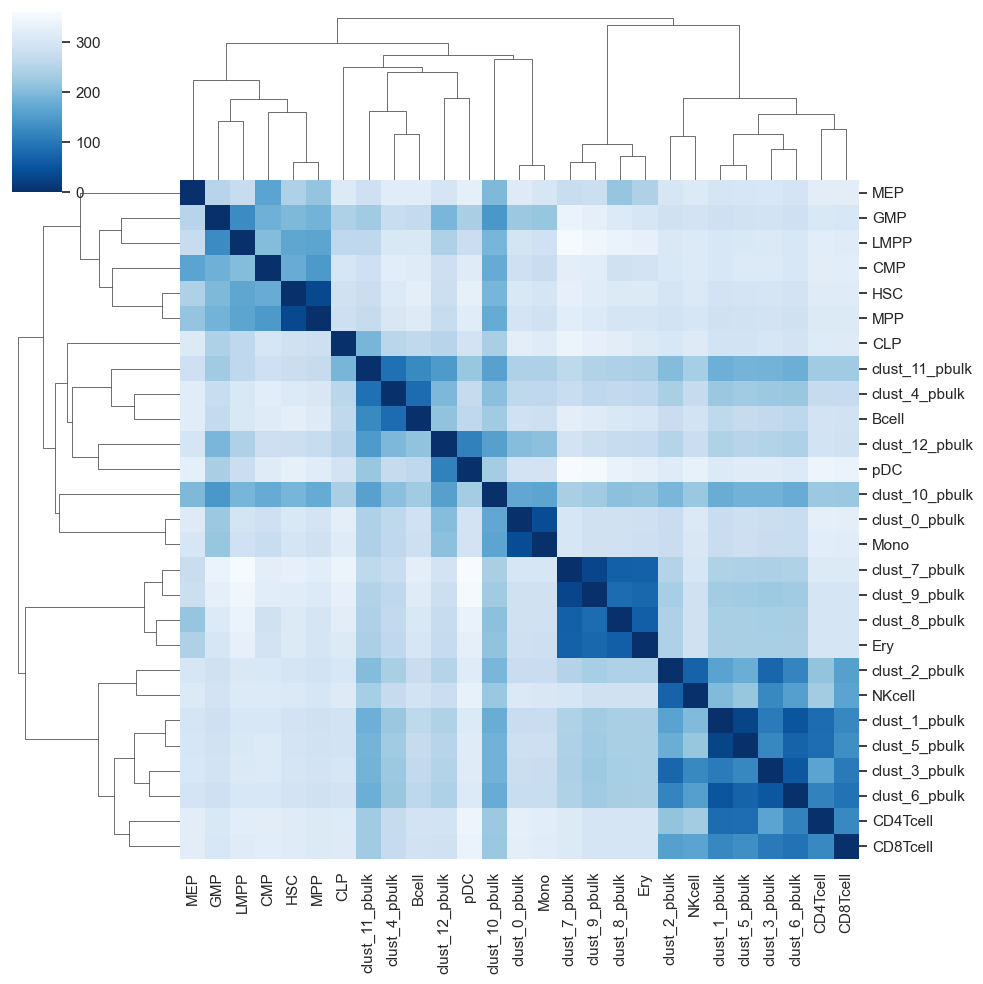 300
200
100
0
MEP
GMP
LMPP
CMP
HSC
MPP
CLP
clust_11_pbulk
clust_4_pbulk
Bcell
clust_12_pbulk
pDC
clust_10_pbulk
clust_0_pbulk
Mono
clust_7_pbulk
clust_9_pbulk
clust_8_pbulk
Ery
clust_2_pbulk
NKcell
clust_1_pbulk
clust_5_pbulk
clust_3_pbulk
clust_6_pbulk
CD4Tcell
CD8Tcell
MEP
GMP
LMPP
CMP
HSC
MPP
CLP
clust_11_pbulk
clust_4_pbulk
Bcell
clust_12_pbulk
pDC
clust_10_pbulk
clust_0_pbulk
Mono
clust_7_pbulk
clust_9_pbulk
clust_8_pbulk
Ery
clust_2_pbulk
NKcell
clust_1_pbulk
clust_5_pbulk
clust_3_pbulk
clust_6_pbulk
CD4Tcell
CD8Tcell